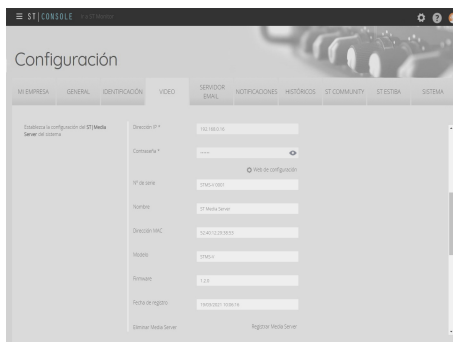 ST|CONSOLE
Configuración
MI EMPRESA GENERAL IDENTIFICACIÓN VIDEO SERVIDOR EMAIL NOTIFICACIONES HISTÓRICOS ST COMMUNITY ST ESTIBA SISTEMA
Establezca la configuración del ST|Media
Server del sistema
Dirección IP *
Contraseña *
••••••
Web de configuración
Nº de serie
Nombre
ST Media Server
Dirección MAC
Modelo
Firmware
Fecha de registro
Eliminar Media Server Registrar Media Server